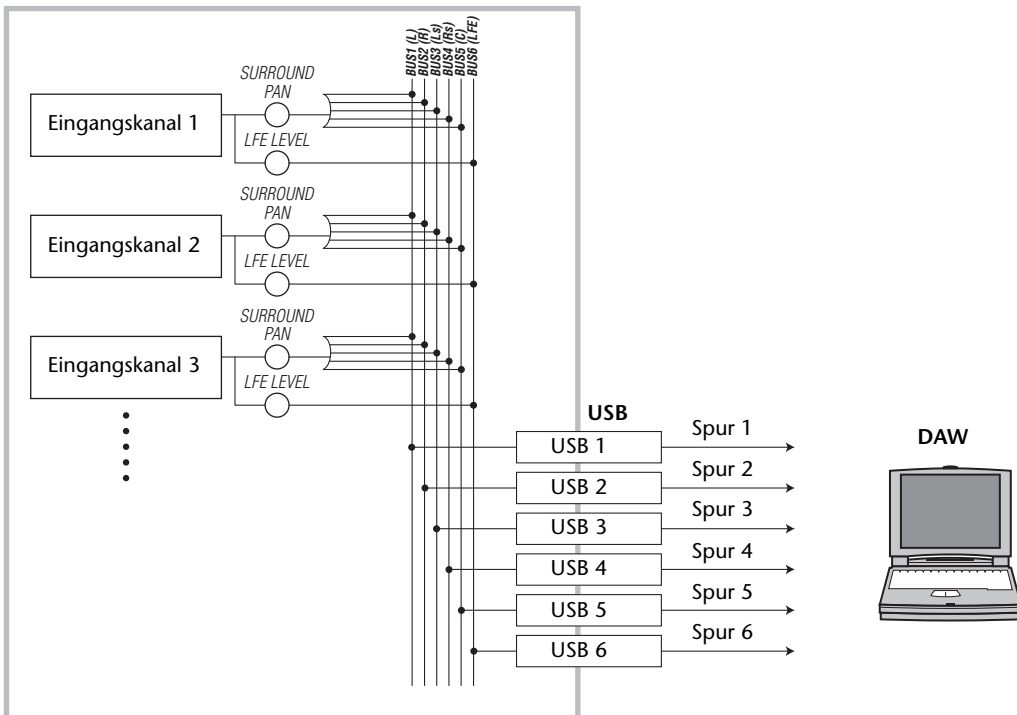 BUS1 (L)
BUS2 (R)
BUS3 (Ls)
BUS4 (Rs)
BUS5 (C)
BUS6 (LFE)
SURROUND
PAN
Eingangskanal 1
LFE LEVEL
SURROUND
PAN
Eingangskanal 2
LFE LEVEL
SURROUND
PAN
Eingangskanal 3
LFE LEVEL
USB
DAW
USB 1
Spur 1
USB 2
Spur 2
USB 3
Spur 3
USB 4
Spur 4
USB 5
Spur 5
USB 6
Spur 6